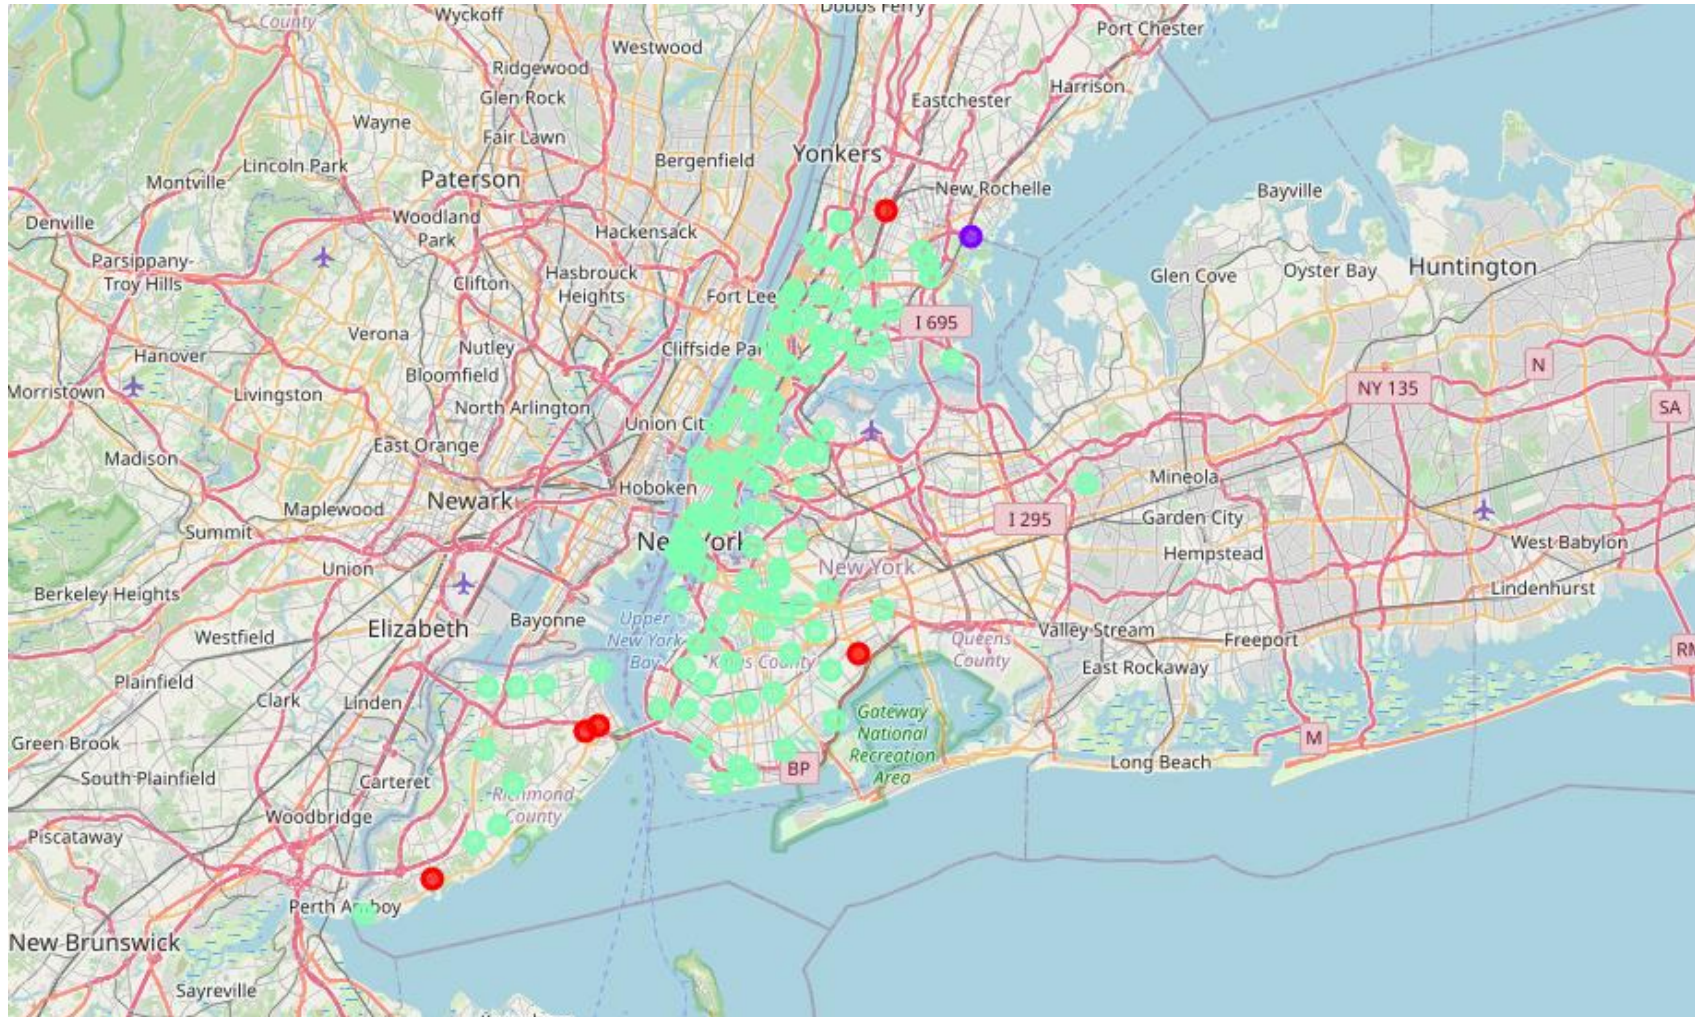 Dobbs Ferry
County
Wyckoff
Port Chester
Westwood
Ridgewood
Harrison
Glen Rock
Eastchester
Wayne
Fair Lawn
Yonkers
Bergenfield
Lincoln Park
Montville
Paterson
New Rochelle
Bayville
Denville
Woodland
Park
Hackensack
Parsippany-
Troy Hills
Hasbrouck
Heights
Clifton
Glen Cove
Oyster Bay
Huntington
Fort Lee
I 695
Verona
Nutley
Cliffside Par
Hanover
N
Bloomfield
NY 135
Morristown
Livingston
North Arlington
SA
Union Cit
East Orange
Madison
Mineola
Newark
Hoboken
Maplewood
I 295
Garden City
Summit
New York
West Babylon
Hempstead
Union
New York
Berkeley Heights
Lindenhurst
Bayonne
Upper
New York
Bay
Elizabeth
Westfield
Queens
County
Valley Stream
Freeport
RM
Kings County
East Rockaway
Plainfield
Clark
Linden
Gateway
National
Recreation
Area
Green Brook
M
South Plainfield
Carteret
BP
Long Beach
Richmond
County
Woodbridge
Piscataway
Perth Amboy
New Brunswick
Sayreville